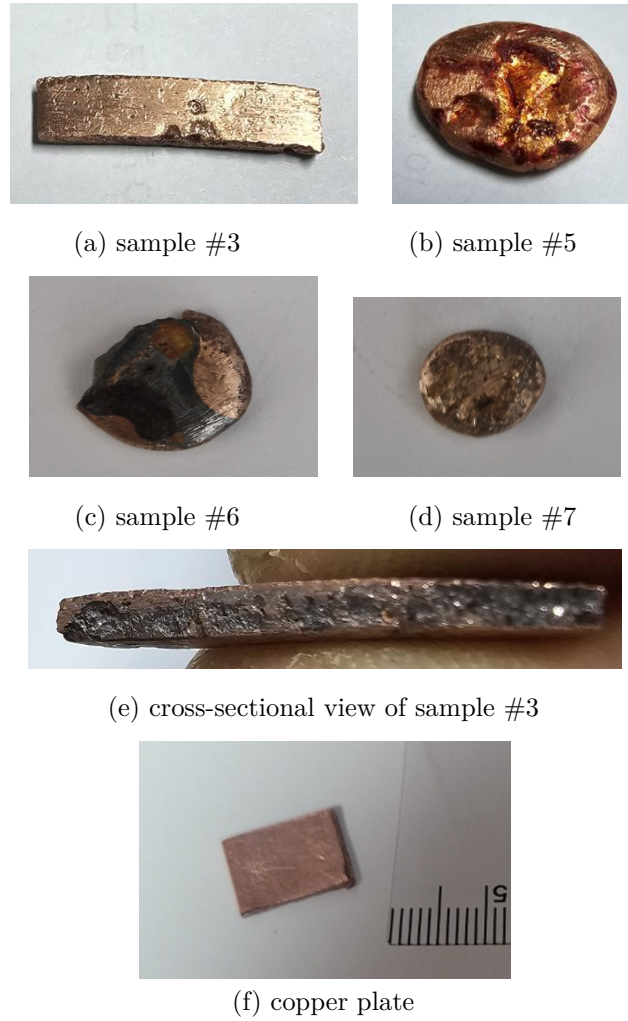 (a) sample #3
(b) sample #5
(c) sample #6
(d) sample #7
(e) cross-sectional view of sample #3
5
(f) copper plate